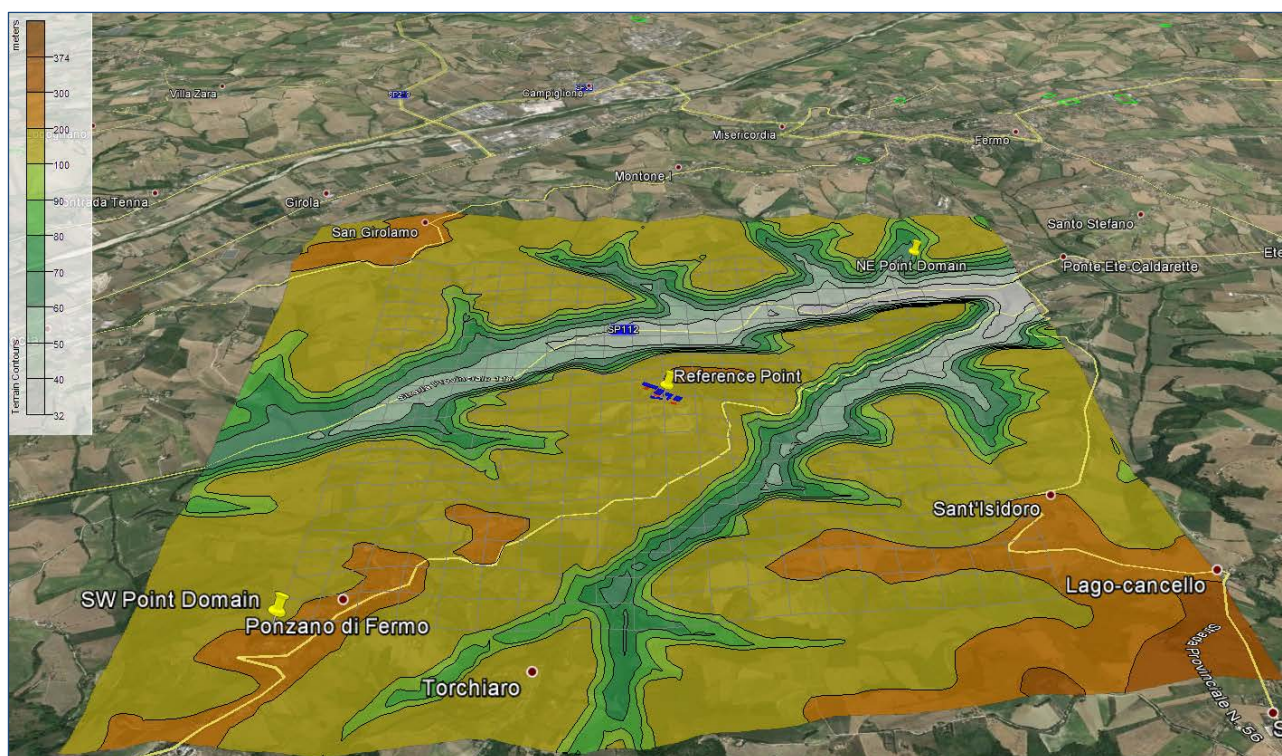 meters
374
300
200
100
90
80
70
60
50
40
32
Terrain Contours
Villa Zara
Campiglione
Misericordia
Fermo
Montone
Girola
San Girolamo
Santo Stefano
NE Point Domain
Ponte Ete-Caldarette
SP112
Reference Point
Sant'Isidoro
Lago-cancello
SW Point Domain
Ponzano di Fermo
Torchiaro
Strada Provinciale N. 56